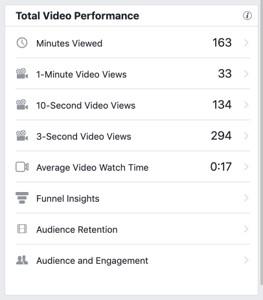 Total Video Performance
Minutes Viewed 163
1-Minute Video Views 33
10-Second Video Views 134
3-Second Video Views 294
Average Video Watch Time 0:17
Funnel Insights
Audience Retention
Audience and Engagement